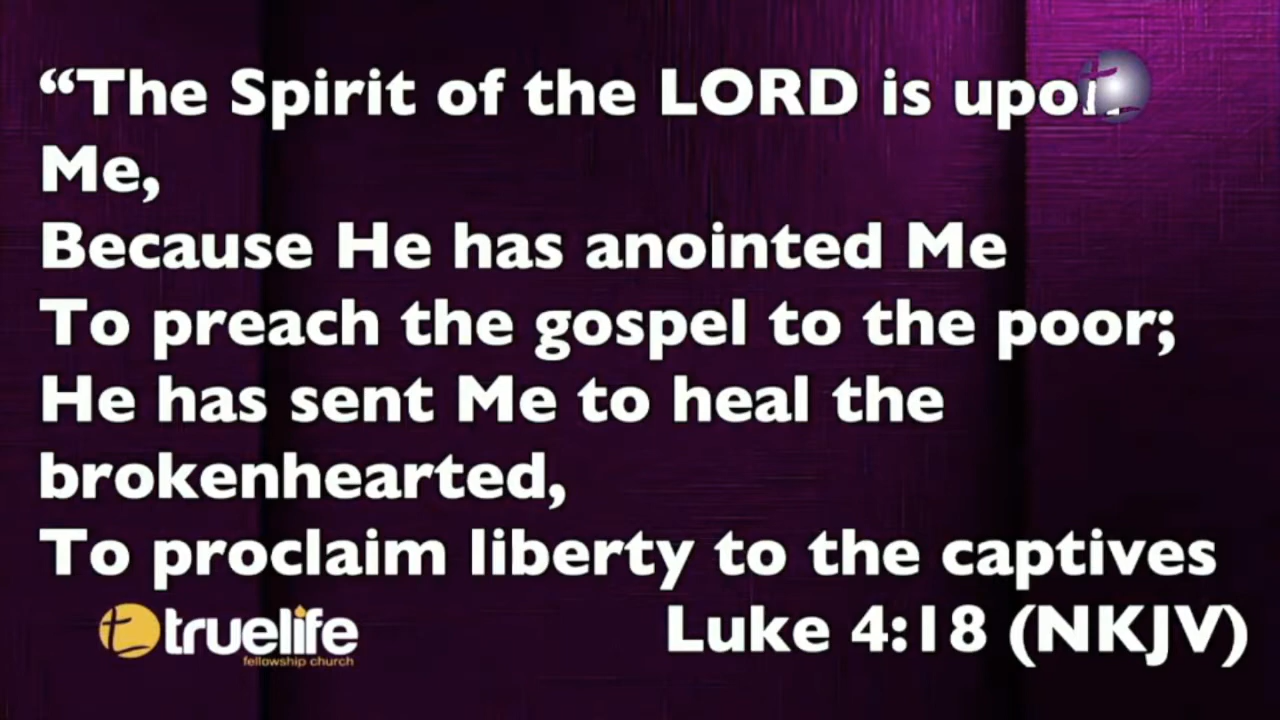 “The Spirit of the LORD is upon
Me,
Because He has anointed Me
To preach the gospel to the poor;
He has sent Me to heal the
brokenhearted,
To proclaim liberty to the captives
Luke 4:18 (NKJV)
truelife
fellowship church